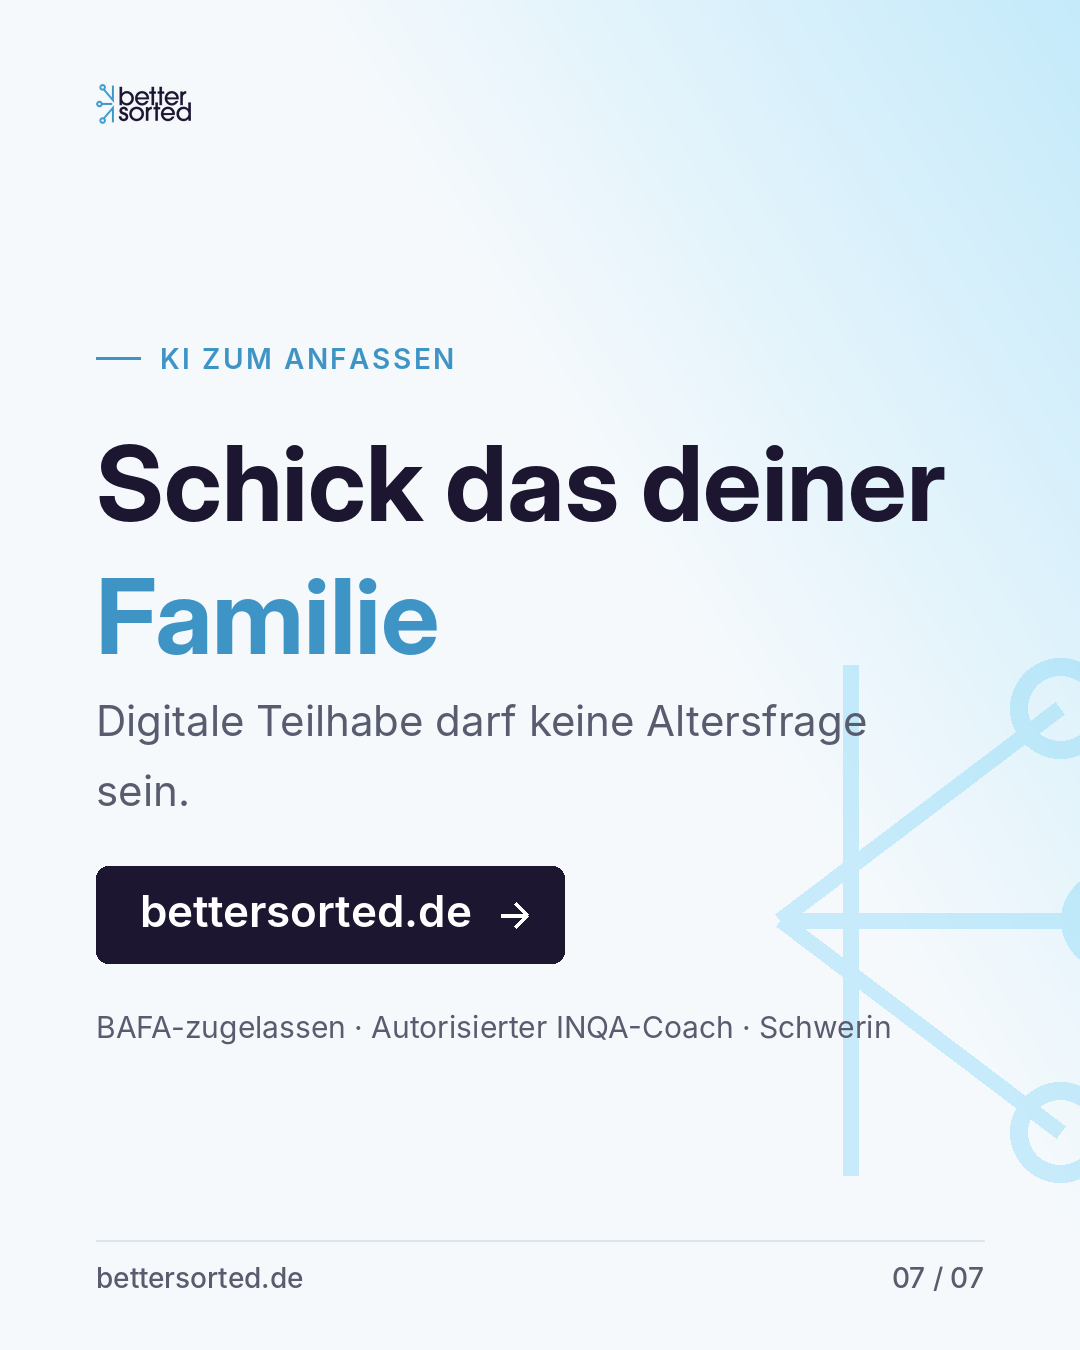 better
sorted
KI ZUM ANFASSEN
Schick das deiner
Familie
Digitale Teilhabe darf keine Altersfrage
sein.
bettersorted.de →
BAFA-zugelassen · Autorisierter INQA-Coach · Schwerin
bettersorted.de
07 / 07